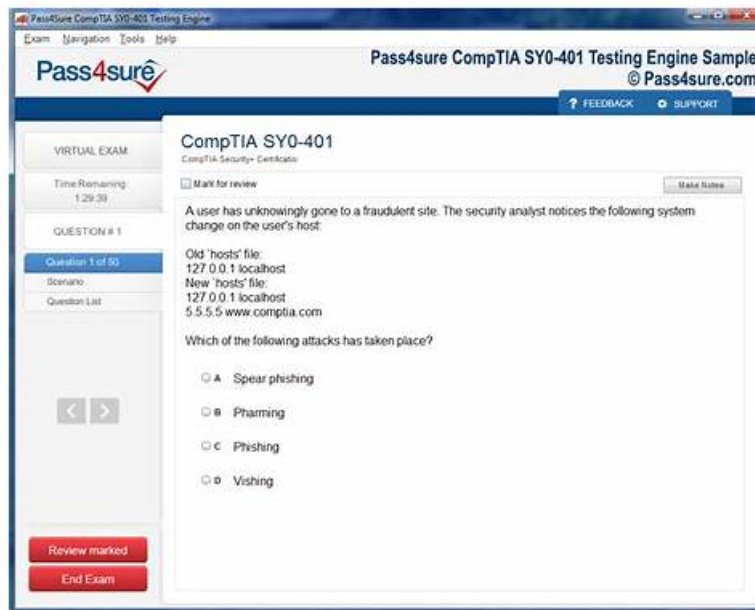 Pass4Sure CompTIA SY0-401 Testing Engine
Exam Navigation Tools Help
Pass4surê
Pass4sure CompTIA SY0-401 Testing Engine Sample
© Pass4sure.com
? FEEDBACK
SUPPORT
VIRTUAL EXAM
Time Remaining
1:29:39
QUESTION # 1
Question 1 of 50
Scenario
Question List
Review marked
End Exam
CompTIA SY0-401
CompTIA Security+ Certificatio
Mark for review
Make Notes
A user has unknowingly gone to a fraudulent site. The security analyst notices the following system
change on the user's host:
Old 'hosts' file:
127.0.0.1 localhost
New 'hosts' file:
127.0.0.1 localhost
5.5.5.5 www.comptia.com
Which of the following attacks has taken place?
A Spear phishing
B Pharming
C Phishing
D Vishing